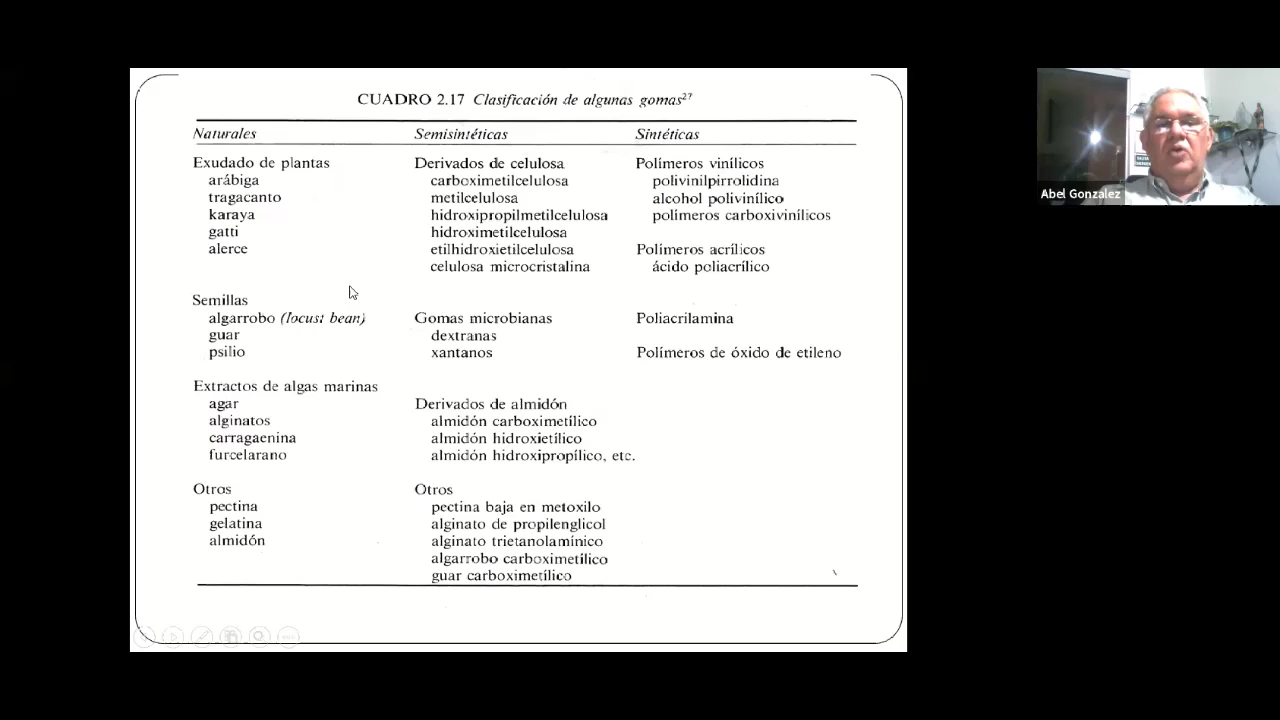 CUADRO 2.17 Clasificación de algunas gomas27
Naturales Semisintéticas Sintéticas
Exudado de plantas Derivados de celulosa Polímeros vinílicos
arábiga carboximetilcelulosa polivinilpirrolidina
tragacanto metilcelulosa alcohol polivinílico
karaya hidroxipropilmetilcelulosa polímeros carboxivinílicos
gatti hidroximetilcelulosa
alerce etilhidroxietilcelulosa Polímeros acrílicos
celulosa microcristalina ácido poliacrílico
Semillas
algarrobo (locust bean) Gomas microbianas Poliacrilamina
guar dextranas
psilio xantanos Polímeros de óxido de etileno
Extractos de algas marinas
agar Derivados de almidón
alginatos almidón carboximetílico
carragaenina almidón hidroxietílico
furcelarano almidón hidroxipropílico, etc.
Otros Otros
pectina pectina baja en metoxilo
gelatina alginato de propilenglicol
almidón alginato trietanolamínico
algarrobo carboximetílico
guar carboximetílico
Abel Gonzalez